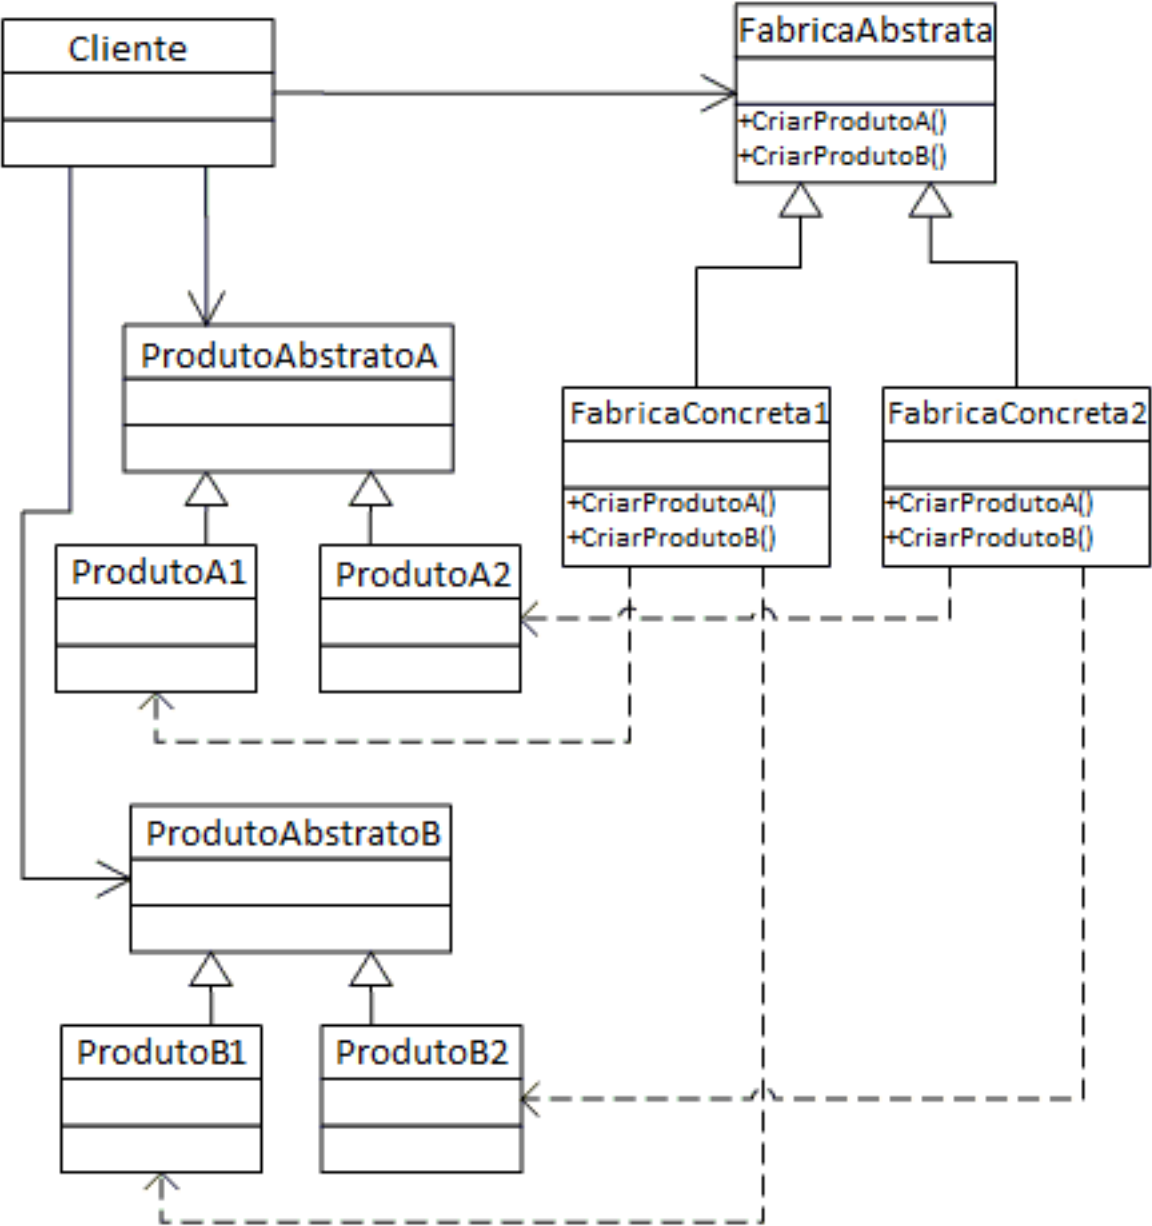 Cliente
FabricaAbstrata
+CriarProdutoA()
+CriarProdutoB()
ProdutoAbstratoA
FabricaConcreta1
+CriarProdutoA()
+CriarProdutoB()
FabricaConcreta2
+CriarProdutoA()
+CriarProdutoB()
ProdutoA1
ProdutoA2
ProdutoAbstratoB
ProdutoB1
ProdutoB2